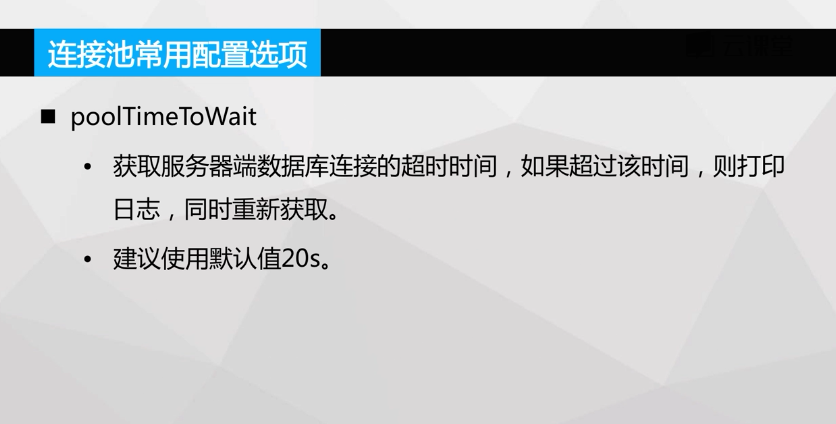 连接池常用配置选项
■ poolTimeToWait
• 获取服务器端数据库连接的超时时间，如果超过该时间，则打印
日志，同时重新获取。
• 建议使用默认值20s。